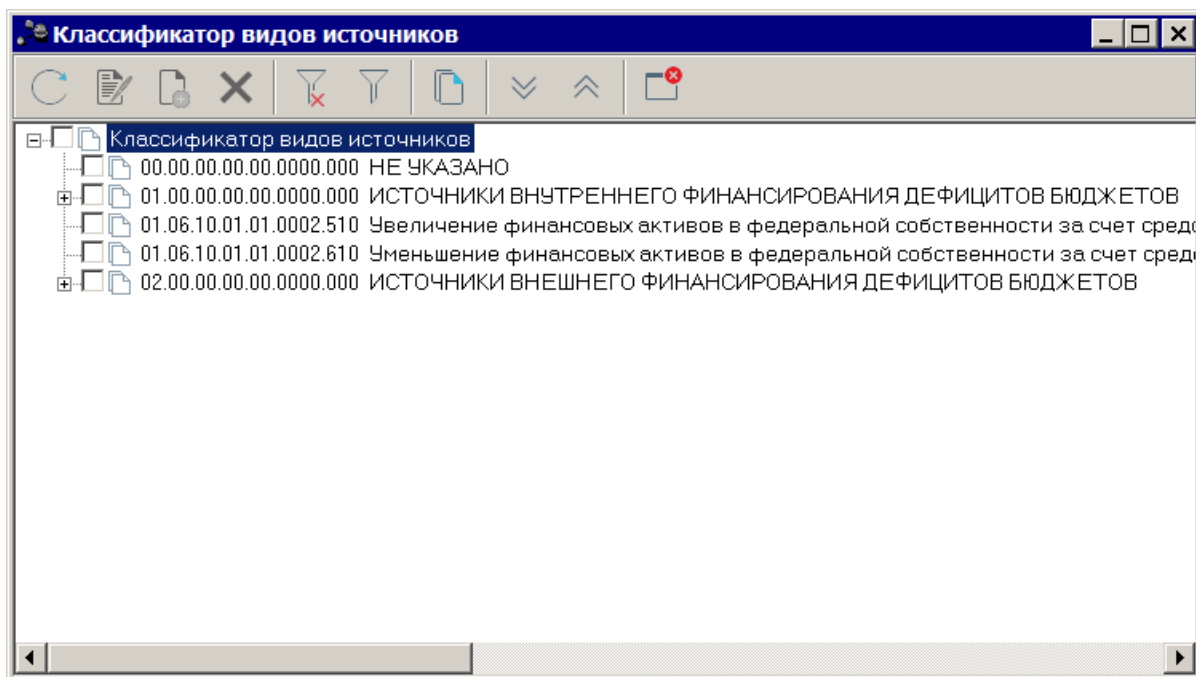 Классификатор видов источников
Классификатор видов источников
00.00.00.00.00.0000.000 НЕ УКАЗАНО
01.00.00.00.00.0000.000 ИСТОЧНИКИ ВНУТРЕННЕГО ФИНАНСИРОВАНИЯ ДЕФИЦИТОВ БЮДЖЕТОВ
01.06.10.01.01.0002.510 Увеличение финансовых активов в федеральной собственности за счет
01.06.10.01.01.0002.610 Уменьшение финансовых активов в федеральной собственности за счет
02.00.00.00.00.0000.000 ИСТОЧНИКИ ВНЕШНЕГО ФИНАНСИРОВАНИЯ ДЕФИЦИТОВ БЮДЖЕТОВ